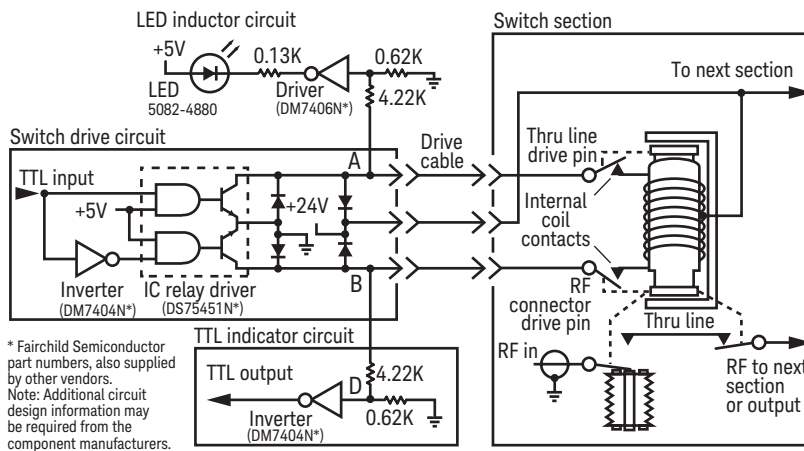 LED inductor circuit
+5V
0.13K
0.62K
LED
5082-4880
Driver
(DM7406N*)
4.22K
Switch section
To next section
Switch drive circuit
TTL input
+5V
A
+24V
B
Inverter
(DM7404N*)
IC relay driver
(DS75451N*)
Drive
cable
Thru line
drive pin
Internal
coil
contacts
RF
connector
drive pin
Thru line
RF in
RF to next
section
or output
TTL indicator circuit
TTL output
D
4.22K
0.62K
Inverter
(DM7404N*)
* Fairchild Semiconductor
part numbers, also supplied
by other vendors.
Note: Additional circuit
design information may
be required from the
component manufacturers.